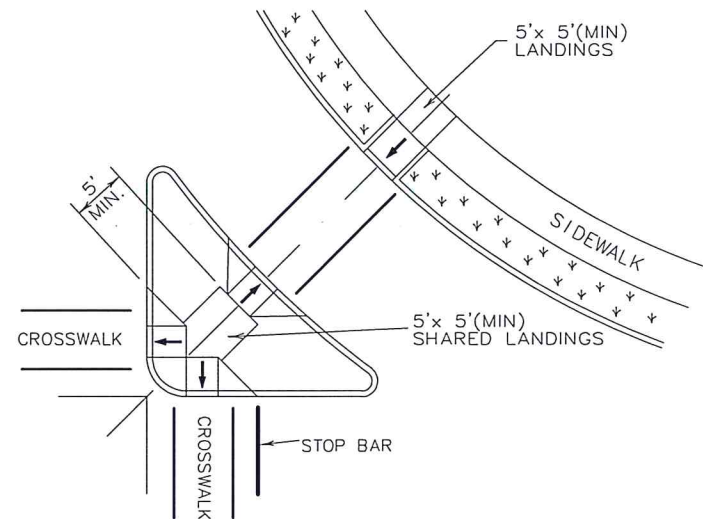 5'x 5'(MIN)
LANDINGS
5'
MIN.
SIDEWALK
5'x 5'(MIN)
SHARED LANDINGS
CROSSWALK
CROSSWALK
STOP BAR